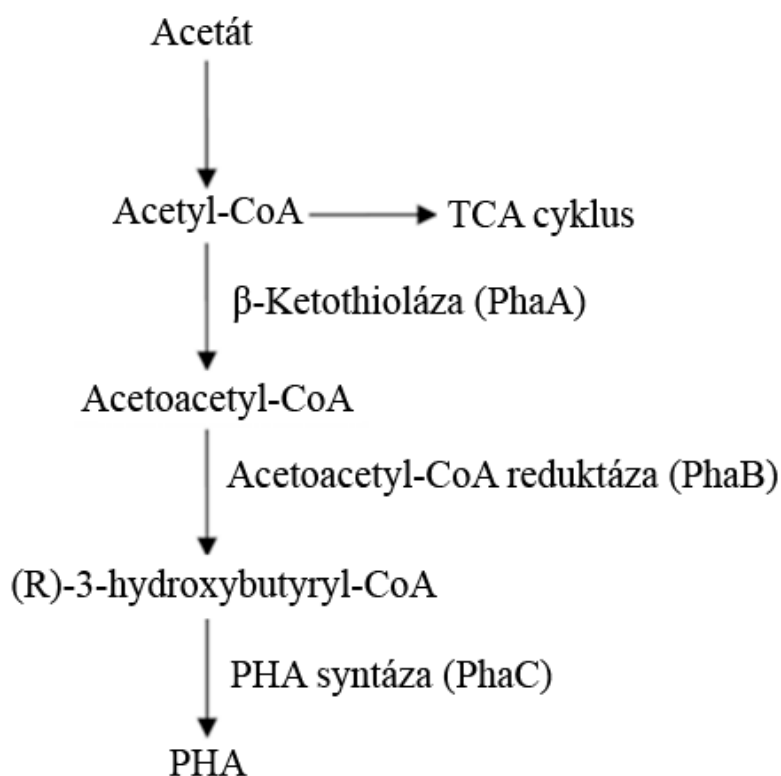 Acetát
Acetyl-CoA
TCA cyklus
β-Ketothioláza (PhaA)
Acetoacetyl-CoA
Acetoacetyl-CoA reduktáza (PhaB)
(R)-3-hydroxybutyryl-CoA
PHA syntáza (PhaC)
PHA